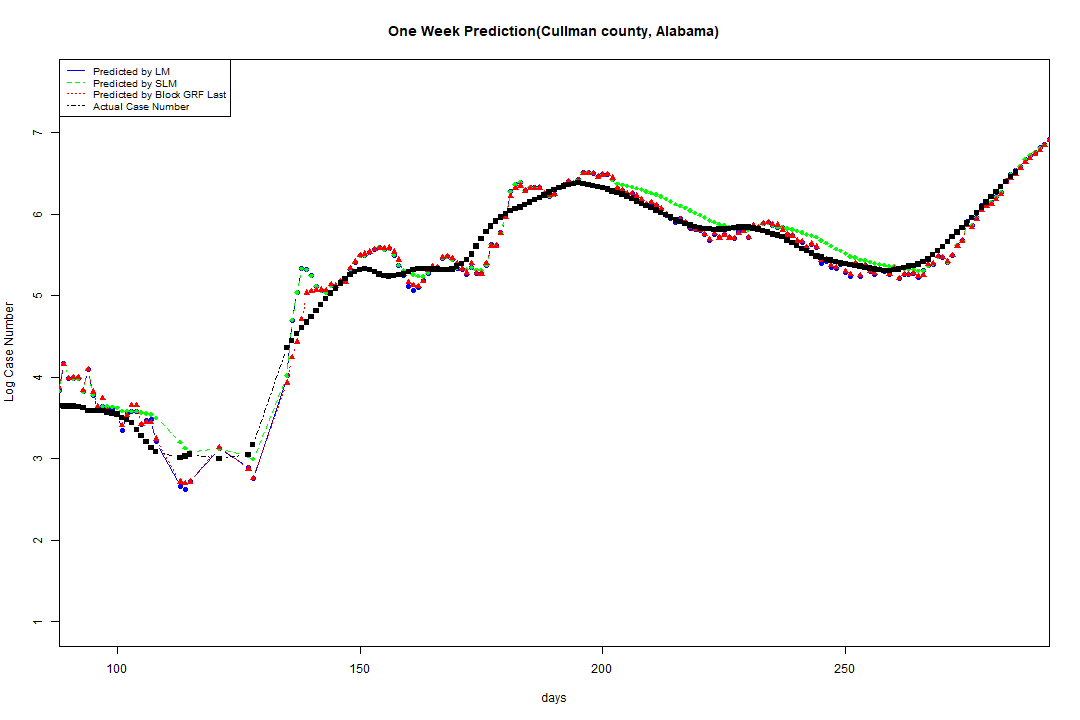 One Week Prediction(Cullman county, Alabama)
Predicted by LM
Predicted by SLM
Predicted by Block GRF Last
Actual Case Number
7
6
5
4
3
2
1
Log Case Number
100 150 200 250
days